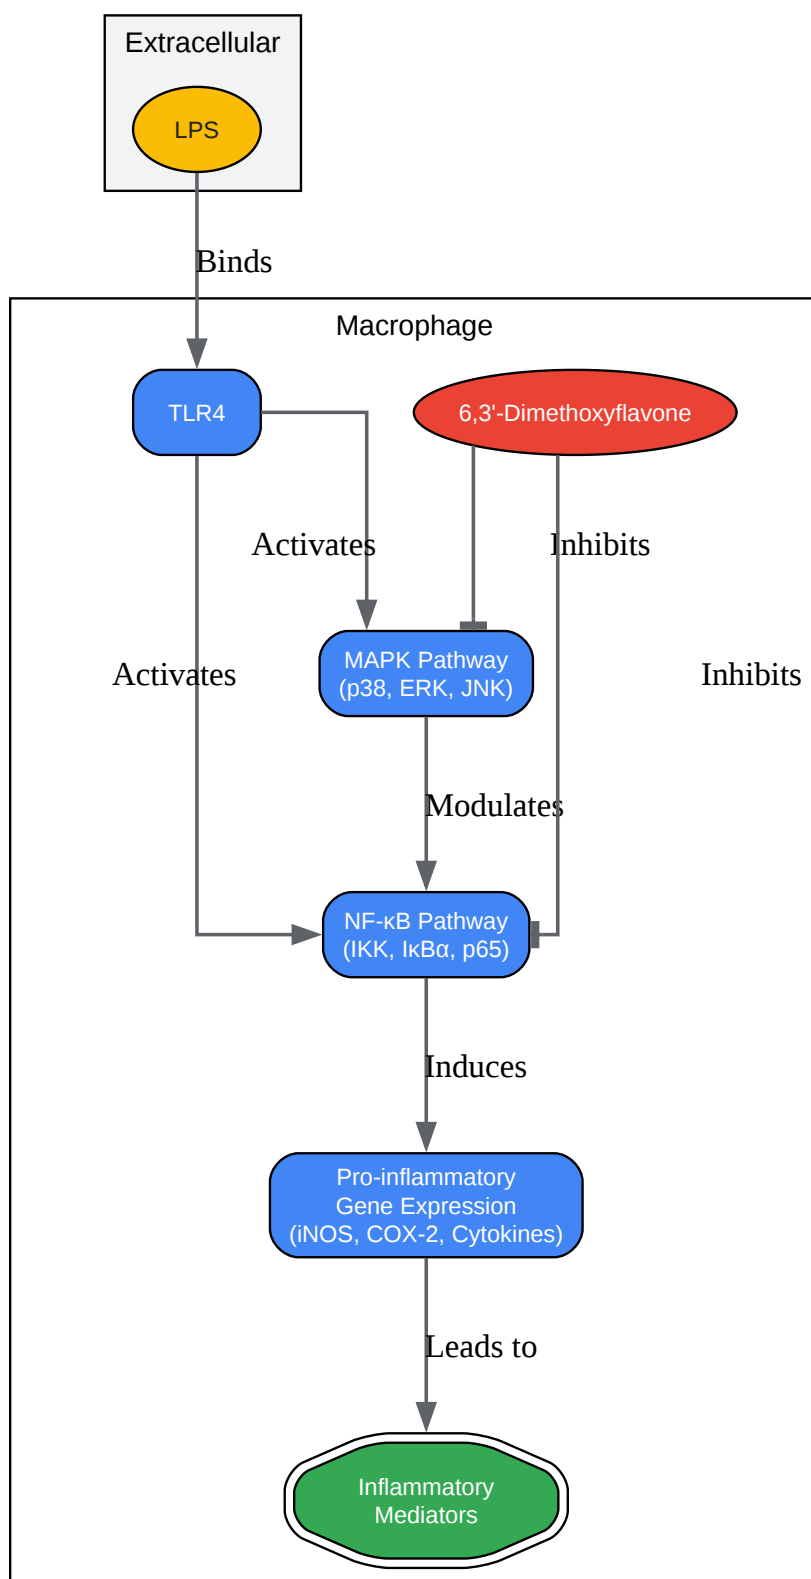 Extracellular
LPS
Binds
Macrophage
TLR4
6,3'-Dimethoxyflavone
Activates
Inhibits
MAPK Pathway
(p38, ERK, JNK)
Activates
Inhibits
Modulates
NF-κB Pathway
(IKK, IκBα, p65)
Induces
Pro-inflammatory
Gene Expression
(iNOS, COX-2, Cytokines)
Leads to
Inflammatory
Mediators